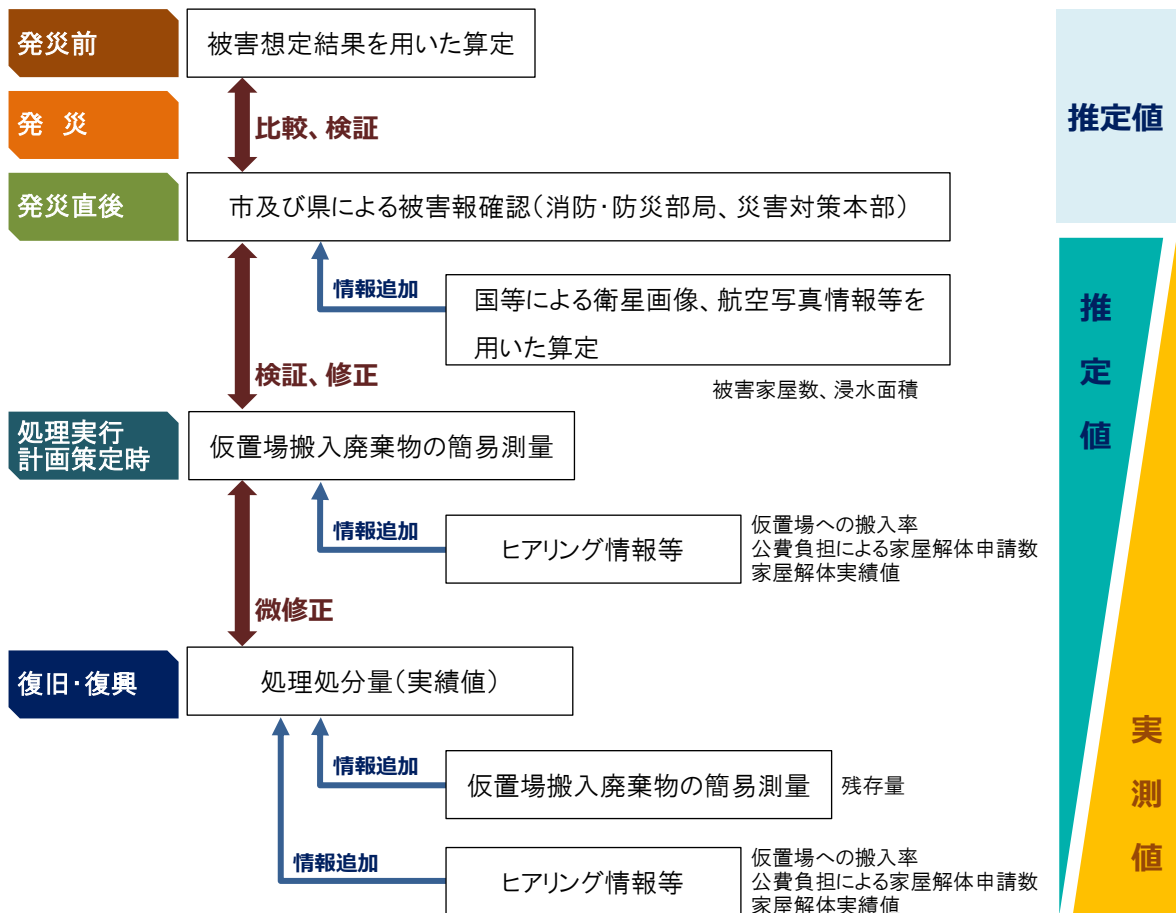 発災前
被害想定結果を用いた算定
発 災
比較、検証
推定値
発災直後
市及び県による被害報確認(消防・防災部局、災害対策本部)
情報追加
国等による衛星画像、航空写真情報等を
用いた算定
被害家屋数、浸水面積
検証、修正
推定値
処理実行
計画策定時
仮置場搬入廃棄物の簡易測量
情報追加
ヒアリング情報等
仮置場への搬入率
公費負担による家屋解体申請数
家屋解体実績値
微修正
復旧・復興
処理処分量(実績値)
情報追加
仮置場搬入廃棄物の簡易測量
残存量
実測値
情報追加
ヒアリング情報等
仮置場への搬入率
公費負担による家屋解体申請数
家屋解体実績値